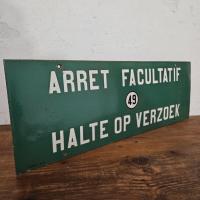 ARRET FACULTATIF
49
HALTE OP VERZOEK